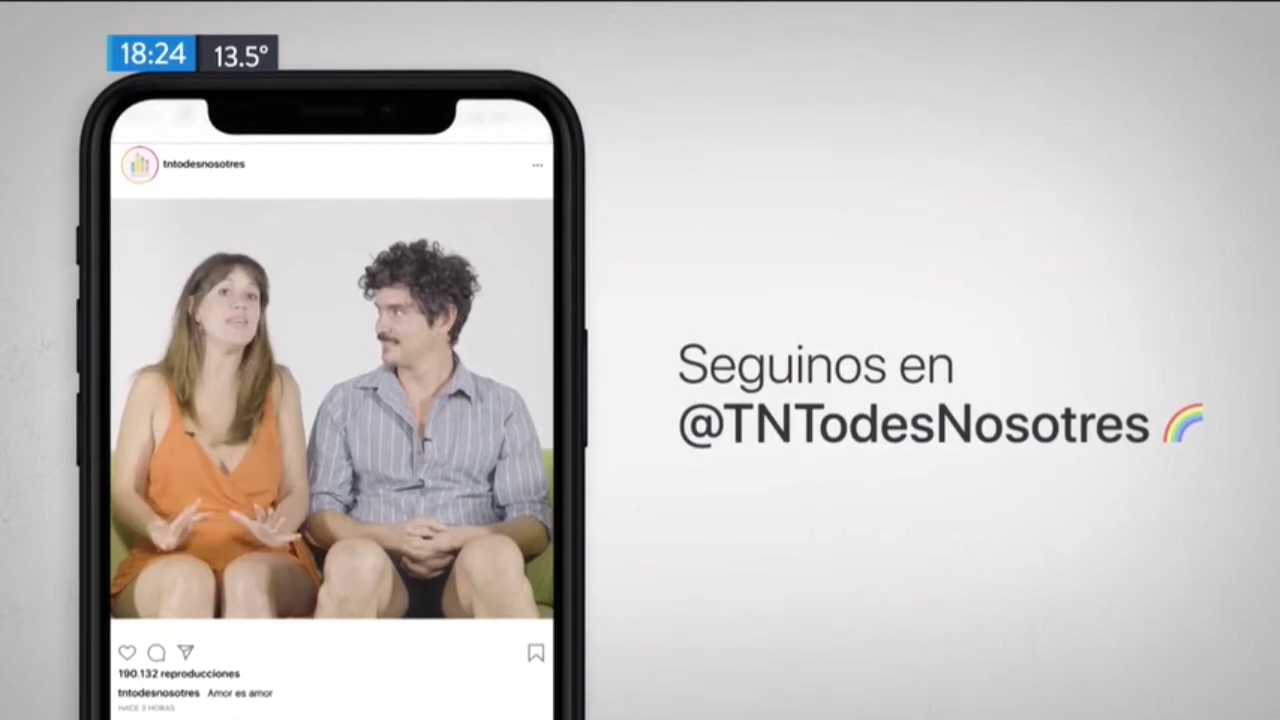 18:24 13.5°
tntodesnosotres
Seguinos en
@TNTodesNosotres
190.132 reproducciones
tntodesnosotres Amor es amor
HACE 3 HORAS